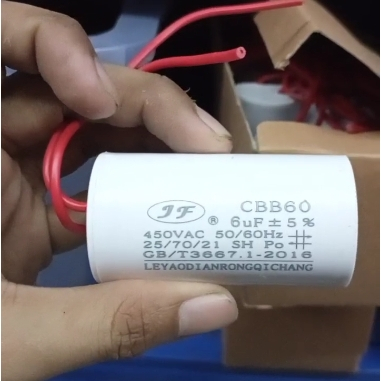 JF ® CBB60
6uF ± 5 %
450VAC 50/60Hz
25/70/21 SH Po
GB/T3667.1-2016
LEYAODIANRONGQICHANG